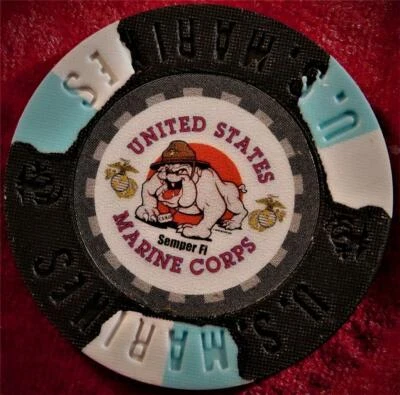 U.S. MARINES
UNITED STATES
Semper Fi
MARINE CORPS
U.S. MARINES